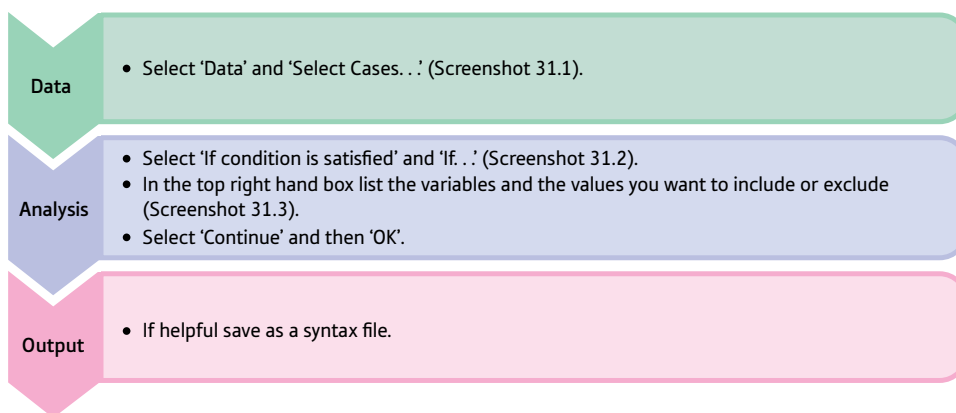 Data
• Select ‘Data’ and ‘Select Cases. . .’ (Screenshot 31.1).
Analysis
• Select ‘If condition is satisfied’ and ‘If. . .’ (Screenshot 31.2).
• In the top right hand box list the variables and the values you want to include or exclude
(Screenshot 31.3).
• Select ‘Continue’ and then ‘OK’.
Output
• If helpful save as a syntax file.